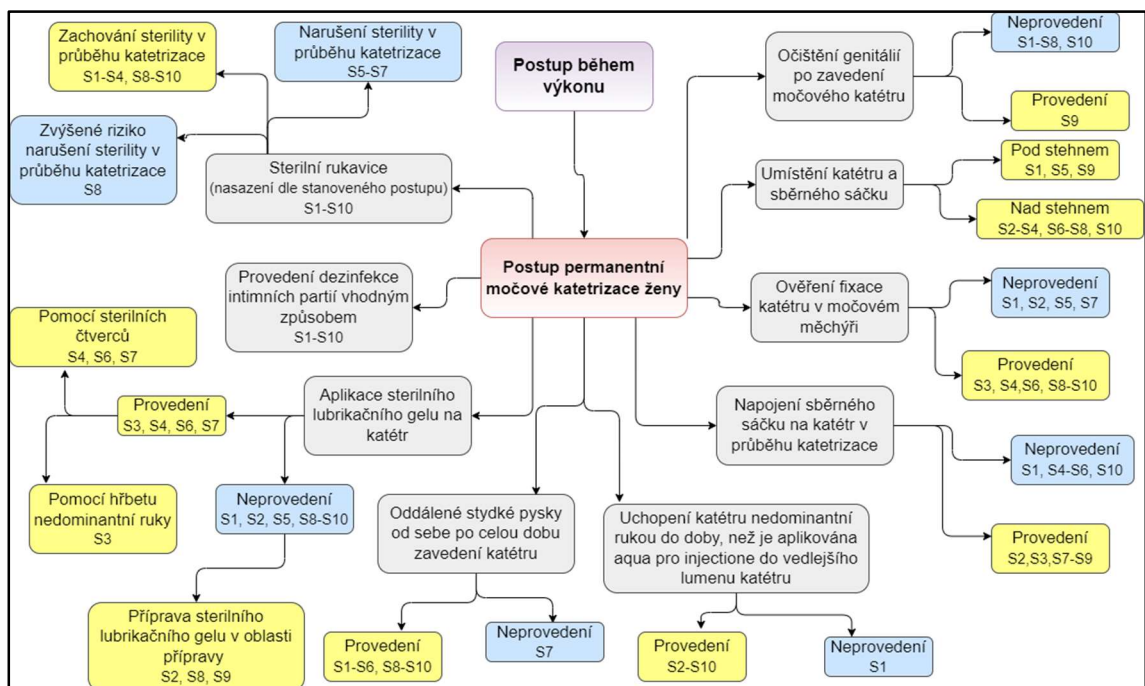 Zachování sterility v
průběhu katetrizace
S1-S4, S8-S10
Narušení sterility v
průběhu katetrizace
S5-S7
Postup během
výkonu
Očištění genitálií
po zavedení
močového katétru
Neprovedení
S1-S8, S10
Provedení
S9
Zvýšené riziko
narušení sterility v
průběhu katetrizace
S8
Sterilní rukavice
(nasazení dle stanoveného postupu)
S1-S10
Umístění katétru a
sběrného sáčku
Pod stehnem
S1, S5, S9
Nad stehnem
S2-S4, S6-S8, S10
Postup permanentní
močové katetrizace ženy
Provedení dezinfekce
intimních partií vhodným
způsobem
S1-S10
Ověření fixace
katétru v močovém
měchýři
Neprovedení
S1, S2, S5, S7
Provedení
S3, S4,S6, S8-S10
Pomocí sterilních
čtverců
S4, S6, S7
Provedení
S3, S4, S6, S7
Aplikace sterilního
lubrikačního gelu na
katétr
Napojení sběrného
sáčku na katétr v
průběhu katetrizace
Neprovedení
S1, S4-S6, S10
Provedení
S2,S3,S7-S9
Pomocí hřbetu
nedominantní ruky
S3
Neprovedení
S1, S2, S5, S8-S10
Oddálené stydké pysky
od sebe po celou dobu
zavedení katétru
Uchopení katétru nedominantní
rukou do doby, než je aplikována
aqua pro injectione do vedlejšího
lumenu katétru
Příprava sterilního
lubrikačního gelu v oblasti
přípravy
S2, S8, S9
Provedení
S1-S6, S8-S10
Neprovedení
S7
Provedení
S2-S10
Neprovedení
S1